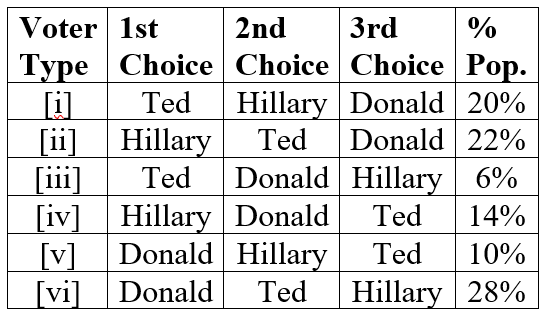 Voter Type 1st Choice 2nd Choice 3rd Choice % Pop.
[i] Ted Hillary Donald 20%
[ii] Hillary Ted Donald 22%
[iii] Ted Donald Hillary 6%
[iv] Hillary Donald Ted 14%
[v] Donald Hillary Ted 10%
[vi] Donald Ted Hillary 28%